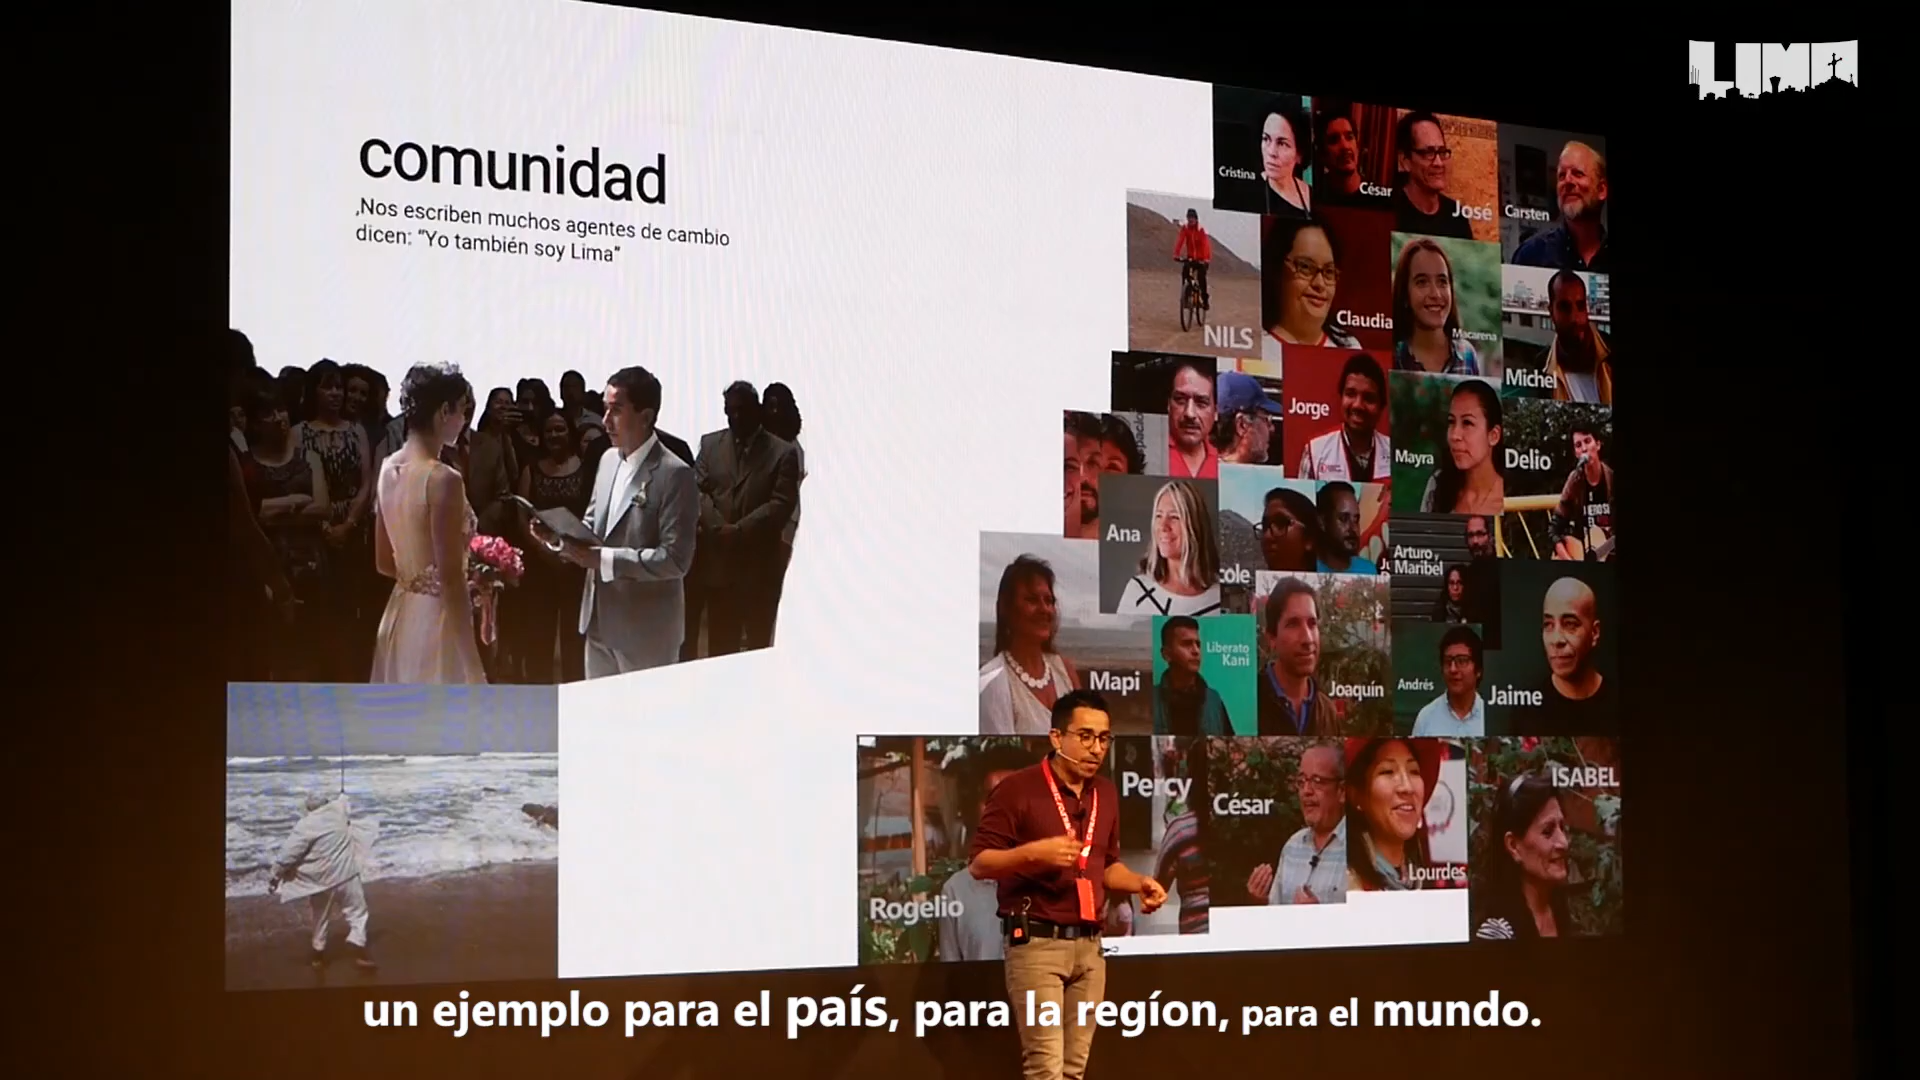 LIMA
comunidad
,Nos escriben muchos agentes de cambio
dicen: "Yo también soy Lima"
Cristina
César
José
Carsten
NILS
Claudia
Macarena
Michel
Jorge
Mayra
Delio
Ana
cole
Arturo y
Maribel
Mapi
Liberato
Kani
Joaquín
Andrés
Jaime
Rogelio
Percy
César
Lourdes
ISABEL
un ejemplo para el país, para la regíon, para el mundo.